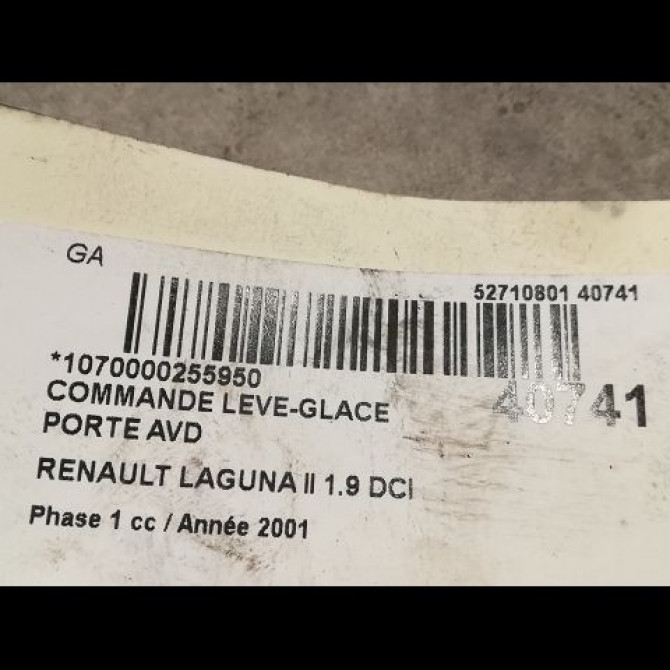 GA
52710801 40741
*1070000255950
40741
COMMANDE LEVE-GLACE
PORTE AVD
RENAULT LAGUNA II 1.9 DCI
Phase 1 cc / Année 2001